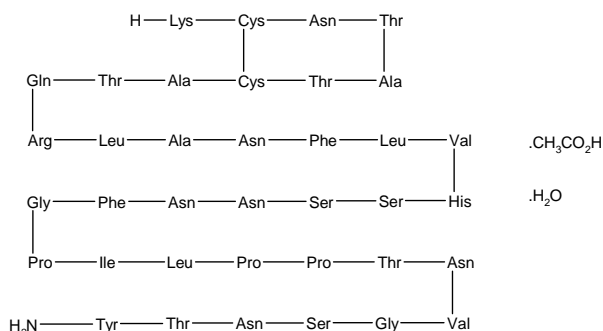 H Lys Cys Asn Thr
Gln Thr Ala Cys Thr Ala
Arg Leu Ala Asn Phe Leu Val .CH₃CO₂H
Gly Phe Asn Asn Ser Ser His .H₂O
Pro Ile Leu Pro Pro Thr Asn
H₂N Tyr Thr Asn Ser Gly Val